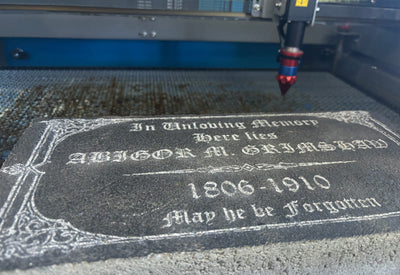 In Unloving Memory
Here lies
ABIGOR M. GRIMSHAW
1806-1910
May he be Forgotten